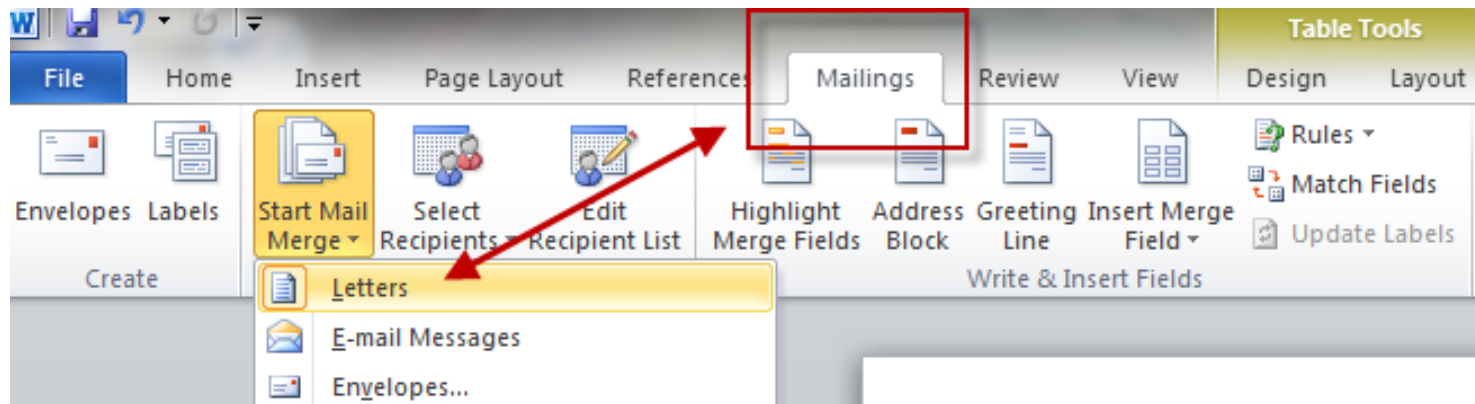 W
Table Tools
File Home Insert Page Layout References Mailings Review View Design Layout
Envelopes Labels Start Mail Merge Select Recipients Edit Recipient List Highlight Merge Fields Address Block Greeting Line Insert Merge Field Rules
Match Fields
Update Labels
Create Write & Insert Fields
Letters
E-mail Messages
Envelopes...